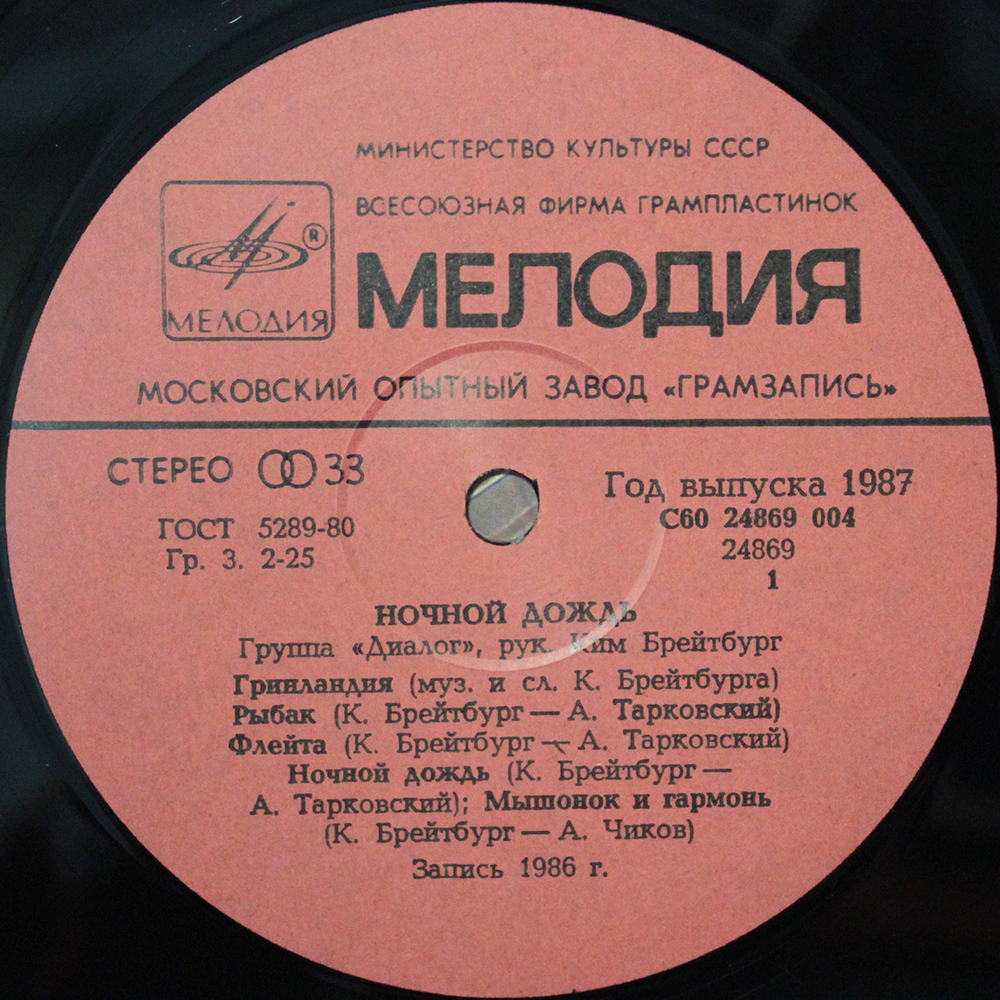 МИНИСТЕРСТВО КУЛЬТУРЫ СССР
ВСЕСОЮЗНАЯ ФИРМА ГРАМПЛАСТИНОК
МЕЛОДИЯ
®
МЕЛОДИЯ
МОСКОВСКИЙ ОПЫТНЫЙ ЗАВОД «ГРАМЗАПИСЬ»
СТЕРЕО 33
ГОСТ 5289-80
Гр. 3. 2-25
Год выпуска 1987
С60 24869 004
24869
1
НОЧНОЙ ДОЖДЬ
Группа «Диалог», рук. Ким Брейтбург
Гринландия (муз. и сл. К. Брейтбурга)
Рыбак (К. Брейтбург — А. Тарковский)
Флейта (К. Брейтбург — А. Тарковский)
Ночной дождь (К. Брейтбург —
А. Тарковский); Мышонок и гармонь
(К. Брейтбург — А. Чиков)
Запись 1986 г.